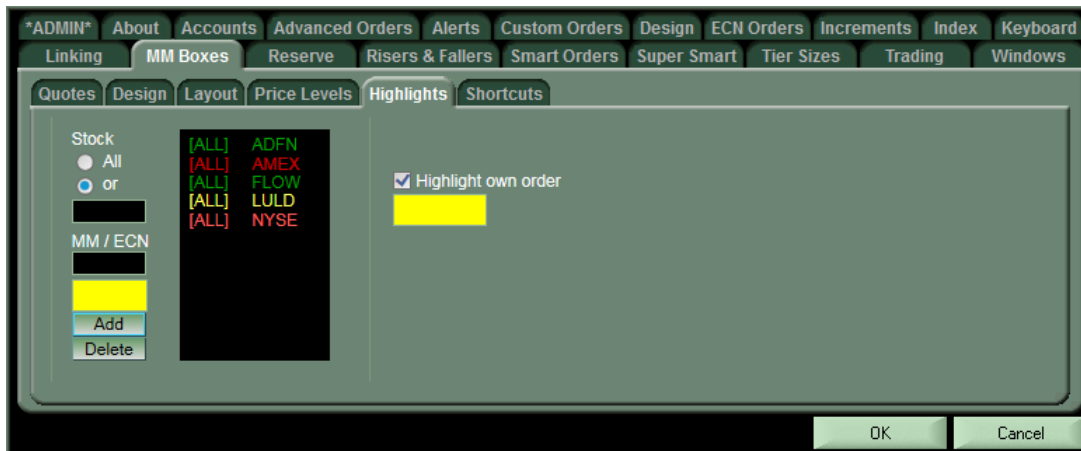 *ADMIN* About Accounts Advanced Orders Alerts Custom Orders Design ECN Orders Increments Index Keyboard
Linking MM Boxes Reserve Risers & Fallers Smart Orders Super Smart Tier Sizes Trading Windows
Quotes Design Layout Price Levels Highlights Shortcuts
Stock
All
or
MM / ECN
Add
Delete
[ALL] ADFN
[ALL] AMEX
[ALL] FLOW
[ALL] LULD
[ALL] NYSE
Highlight own order
OK Cancel